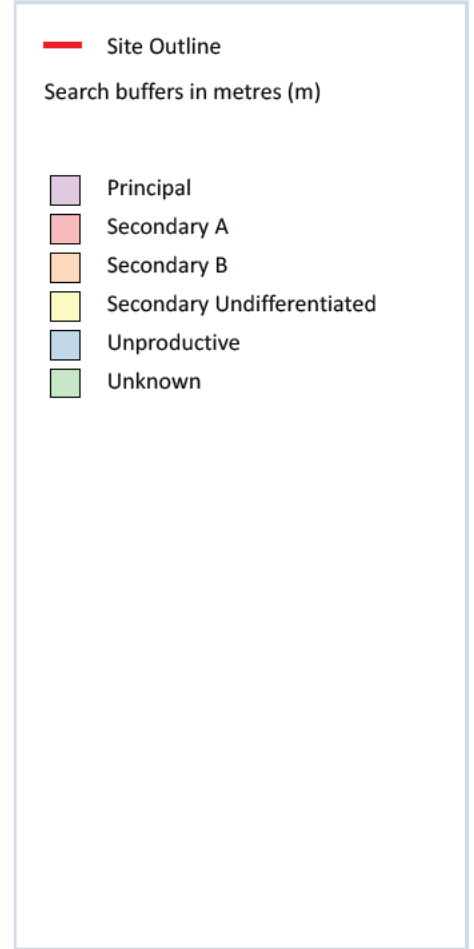 Site Outline
Search buffers in metres (m)
Principal
Secondary A
Secondary B
Secondary Undifferentiated
Unproductive
Unknown